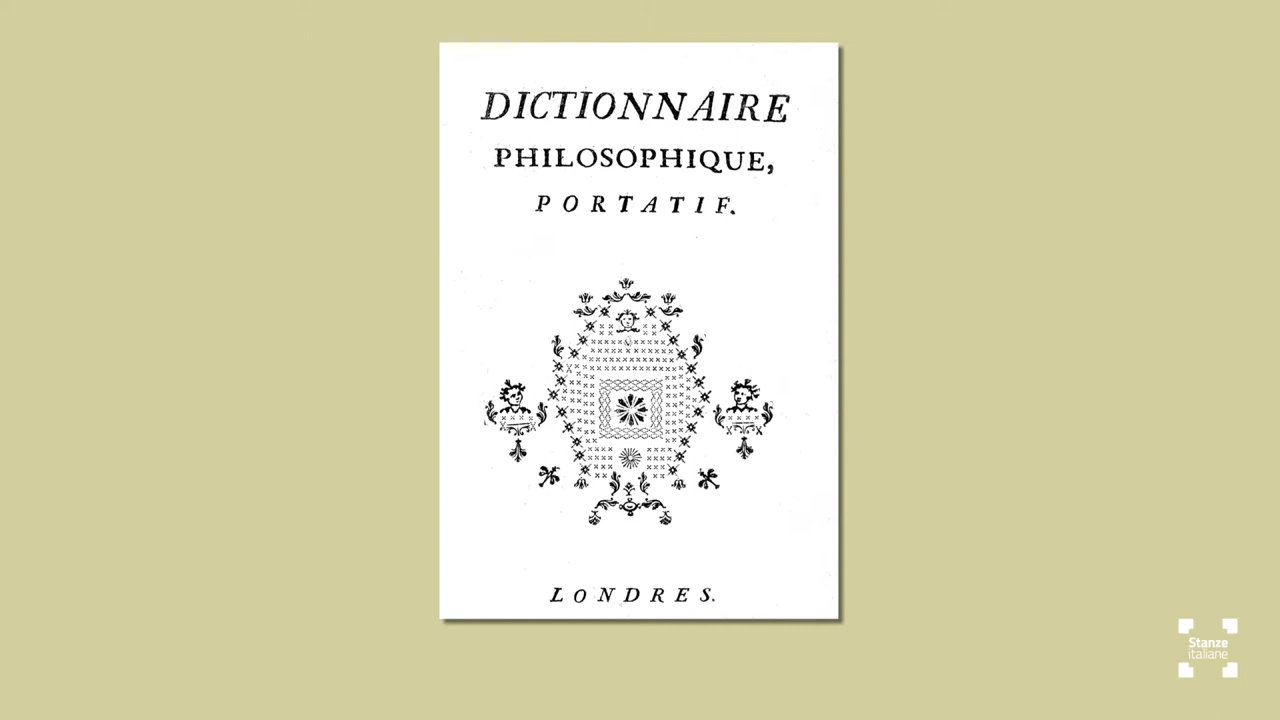 DICTIONNAIRE
PHILOSOPHIQUE,
PORTATIF.
LONDRES.
Stanze
italiane